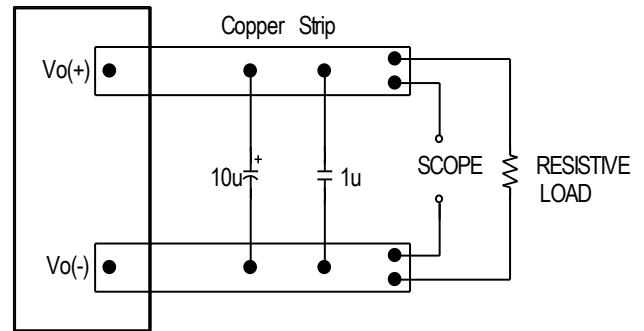 Copper Strip
Vo(+)
+
10u
1u
SCOPE
RESISTIVE
LOAD
Vo(-)